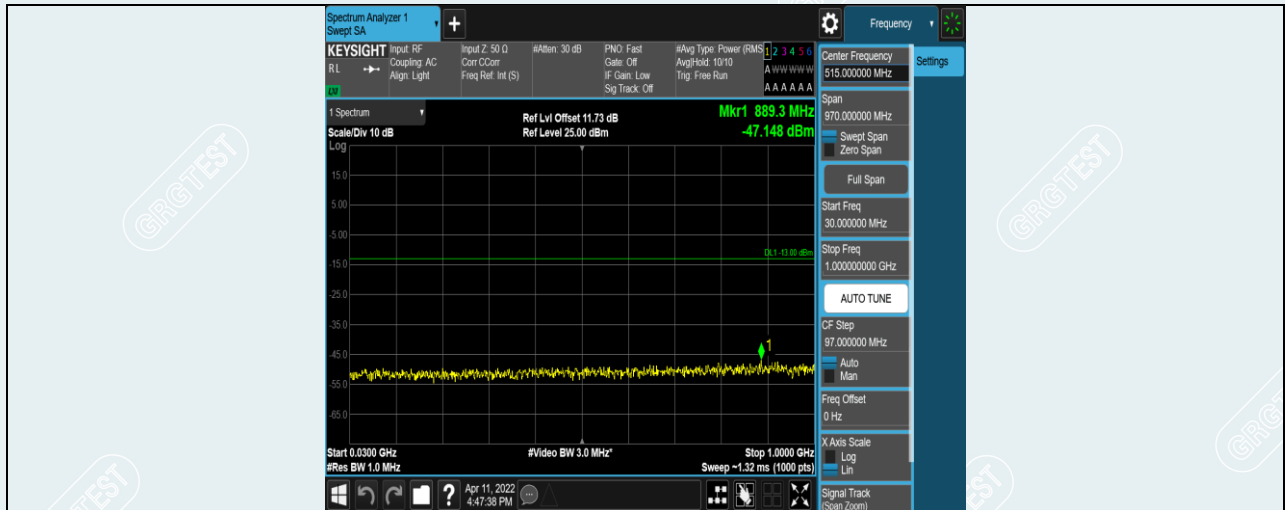 Spectrum Analyzer 1
Swept SA
+
Frequency
KEYSIGHT
RL
LXI
Input: RF
Coupling: AC
Align: Light
Input Z: 50 Ω
Corr CCorr
Freq Ref: Int (S)
#Atten: 30 dB
PNO: Fast
Gate: Off
IF Gain: Low
Sig Track: Off
#Avg Type: Power (RMS
Avg|Hold: 10/10
Trig: Free Run
1 2 3 4 5 6
A W W W W W
A A A A A A
1 Spectrum
Scale/Div 10 dB
Log
Ref Lvl Offset 11.73 dB
Ref Level 25.00 dBm
Mkr1 889.3 MHz
-47.148 dBm
15.0
5.00
-5.00
-15.0
-25.0
-35.0
-45.0
-55.0
-65.0
DL1 -13.00 dBm
1
Start 0.0300 GHz
#Res BW 1.0 MHz
#Video BW 3.0 MHz*
Stop 1.0000 GHz
Sweep ~1.32 ms (1000 pts)
?
Apr 11, 2022
4:47:38 PM
Center Frequency
515.000000 MHz
Settings
Span
970.000000 MHz
Swept Span
Zero Span
Full Span
Start Freq
30.000000 MHz
Stop Freq
1.000000000 GHz
AUTO TUNE
CF Step
97.000000 MHz
Auto
Man
Freq Offset
0 Hz
X Axis Scale
Log
Lin
Signal Track
(Span Zoom)
GRGTEST
GRGTEST
GRGTEST
GRGTEST